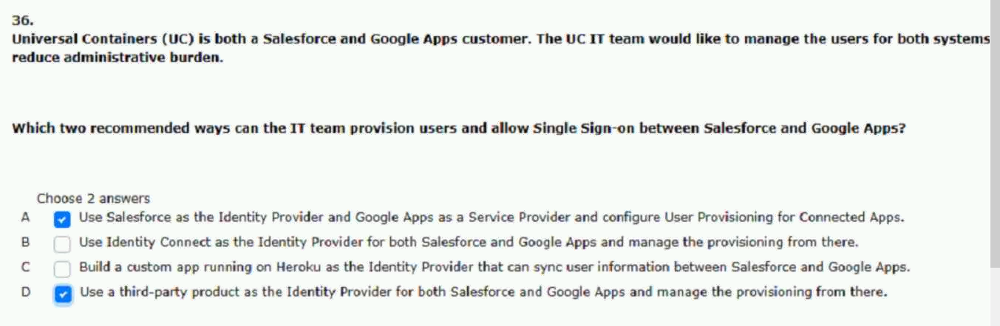 36.
Universal Containers (UC) is both a Salesforce and Google Apps customer. The UC IT team would like to manage the users for both systems
reduce administrative burden.
Which two recommended ways can the IT team provision users and allow Single Sign-on between Salesforce and Google Apps?
Choose 2 answers
A Use Salesforce as the Identity Provider and Google Apps as a Service Provider and configure User Provisioning for Connected Apps.
B Use Identity Connect as the Identity Provider for both Salesforce and Google Apps and manage the provisioning from there.
C Build a custom app running on Heroku as the Identity Provider that can sync user information between Salesforce and Google Apps.
D Use a third-party product as the Identity Provider for both Salesforce and Google Apps and manage the provisioning from there.